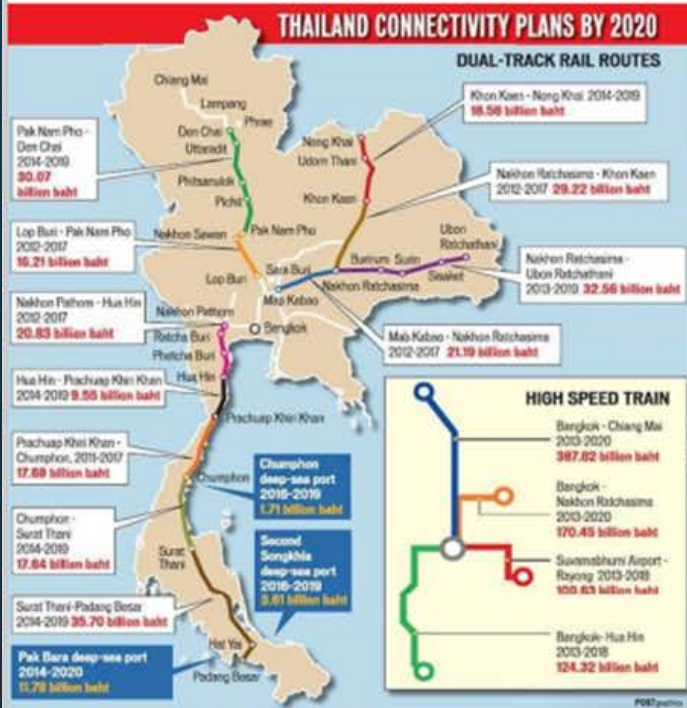 THAILAND CONNECTIVITY PLANS BY 2020
DUAL-TRACK RAIL ROUTES
Chiang Mai
Lampang
Phrae
Den Chai
Uttaradit
Phitsanulok
Pichit
Nakhon Sawan
Pak Nam Pho
Lop Buri
Sara Buri
Map Kabao
Nong Khai
Udorn Thani
Khon Kaen
Buriram
Surin
Ubon
Ratchathani
Sisaket
Nakhon Ratchasima
Nakhon Pathom
Bangkok
Ratcha Buri
Phetcha Buri
Hua Hin
Prachuap Khiri Khan
Chumphon
Surat
Thani
Hat Yai
Padang Besar
Pak Nam Pho -
Den Chai
2014-2019
30.07
billion baht
Lop Buri - Pak Nam Pho
2012-2017
16.21 billion baht
Nakhon Pathom - Hua Hin
2012-2017
20.83 billion baht
Hua Hin - Prachuap Khiri Khan
2014-2019 9.55 billion baht
Prachuap Khiri Khan -
Chumphon, 2011-2017
billion baht
Chumphon -
Surat Thani
2014-2019
17.64 billion baht
Surat Thani-Padang Besar
2014-2019 35.70 billion baht
Pak Bara deep-sea port
2014-2020
billion baht
Chumphon
deep-sea port
2016-2019
1.71 billion baht
Second
Songkhla
deep-sea port
2016-2019
billion baht
Khon Kaen - Nong Khai 2014-2019
billion baht
Nakhon Ratchasima - Khon Kaen
2012-2017 29.22 billion baht
Nakhon Ratchasima -
Ubon Ratchathani
2013-2019 32.56 billion baht
Mab Kabao - Nakhon Ratchasima
2012-2017 21.19 billion baht
HIGH SPEED TRAIN
Bangkok - Chiang Mai
2013-2020
387.82 billion baht
Bangkok -
Nakhon Ratchasima
2013-2020
170.45 billion baht
Suvarnabhumi Airport -
Rayong 2013-2018
billion baht
Bangkok- Hua Hin
2013-2018
124.32 billion baht
POSTgraphics